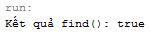 run:
Kết quả find(): true